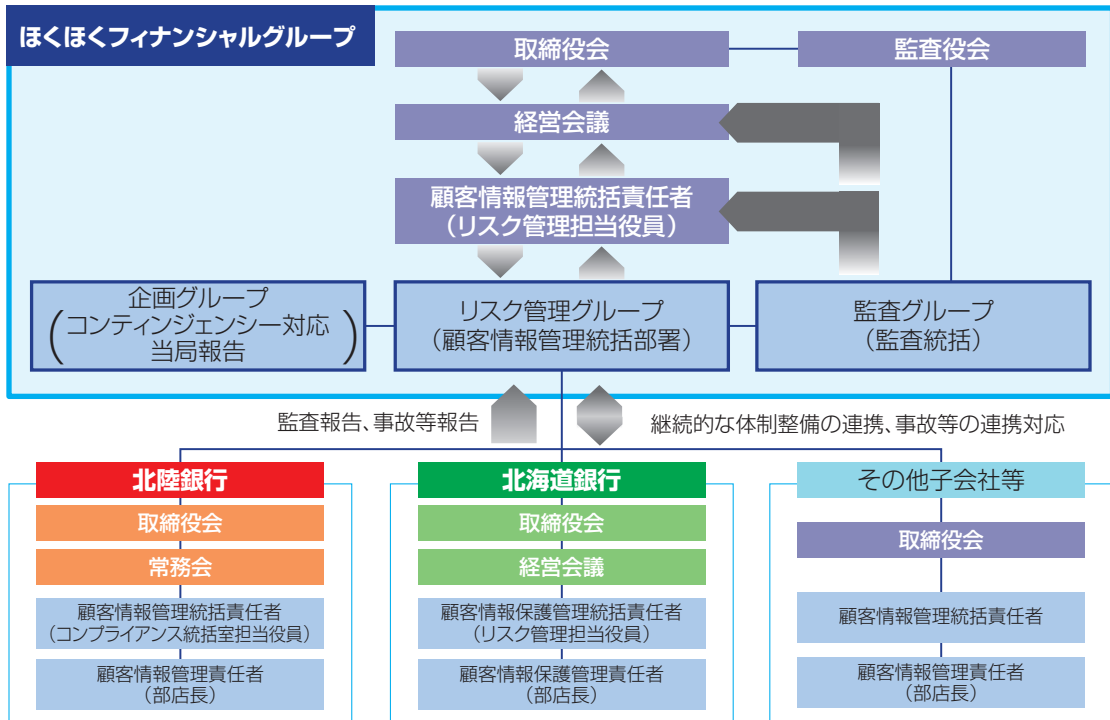 ほくほくフィナンシャルグループ
取締役会
監査役会
経営会議
顧客情報管理統括責任者
（リスク管理担当役員）
企画グループ
（コンティンジェンシー対応
当局報告）
リスク管理グループ
（顧客情報管理統括部署）
監査グループ
（監査統括）
監査報告、事故等報告
継続的な体制整備の連携、事故等の連携対応
北陸銀行
取締役会
常務会
顧客情報管理統括責任者
（コンプライアンス統括室担当役員）
顧客情報管理責任者
（部店長）
北海道銀行
取締役会
経営会議
顧客情報保護管理統括責任者
（リスク管理担当役員）
顧客情報保護管理責任者
（部店長）
その他子会社等
取締役会
顧客情報管理統括責任者
顧客情報管理責任者
（部店長）